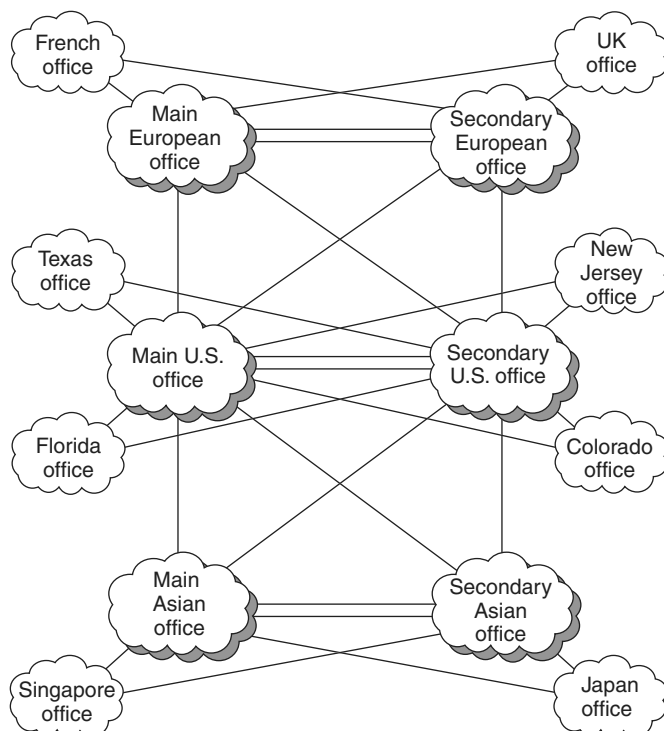 French
office
UK
office
Main
European
office
Secondary
European
office
Texas
office
New
Jersey
office
Main U.S.
office
Secondary
U.S. office
Florida
office
Colorado
office
Main
Asian
office
Secondary
Asian
office
Singapore
office
Japan
office